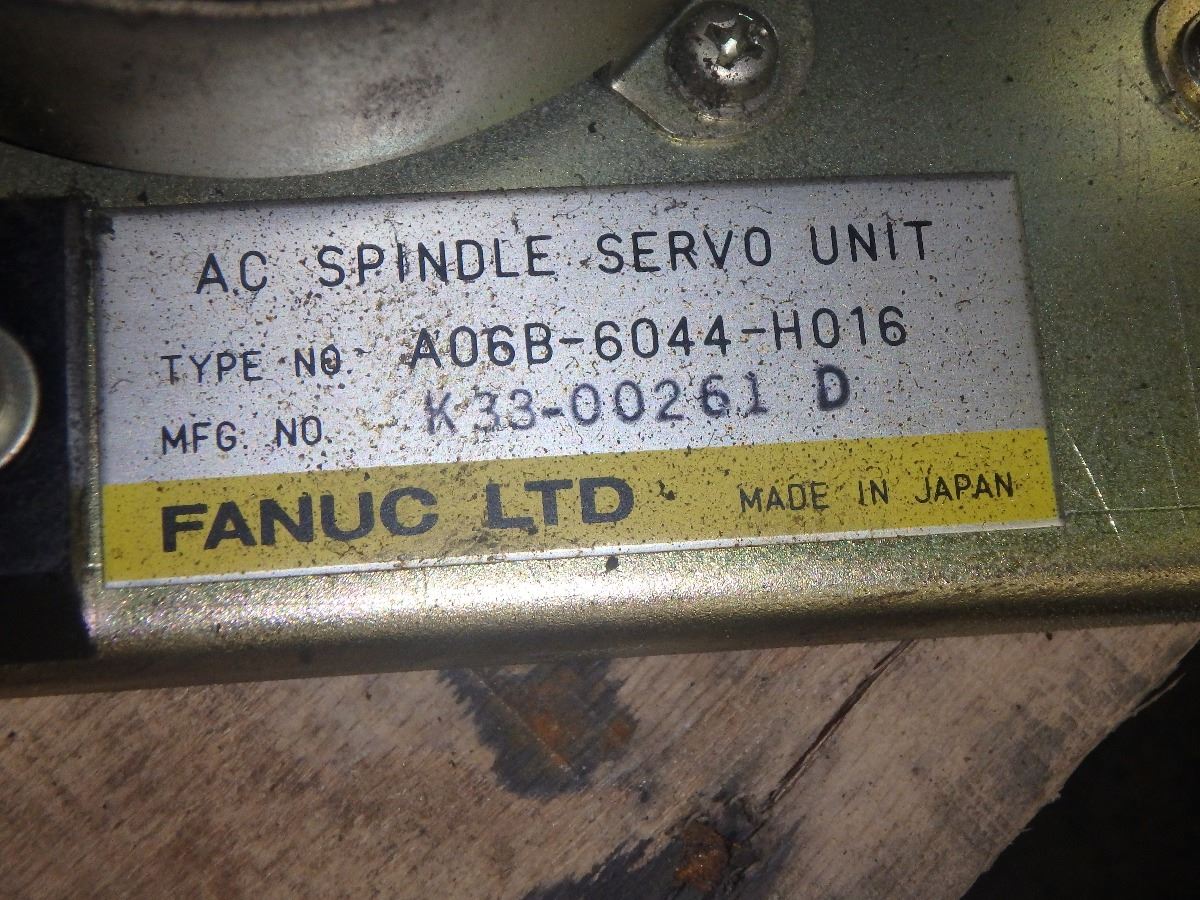 AC SPINDLE SERVO UNIT
TYPE NO. A06B-6044-H016
MFG. NO. K33-00261 D
FANUC LTD MADE IN JAPAN